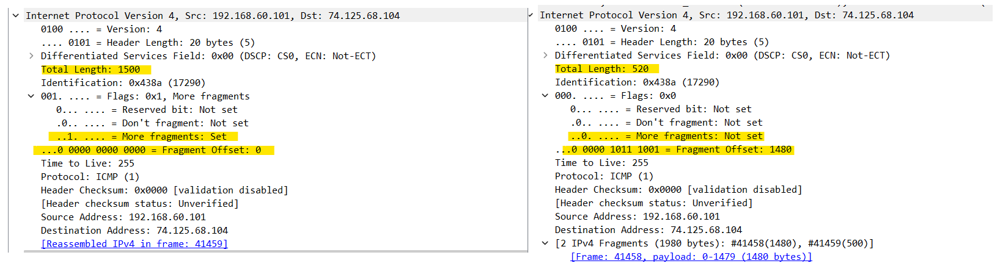 Internet Protocol Version 4, Src: 192.168.60.101, Dst: 74.125.68.104
0100 .... = Version: 4
.... 0101 = Header Length: 20 bytes (5)
Differentiated Services Field: 0x00 (DSCP: CS0, ECN: Not-ECT)
Total Length: 1500
Identification: 0x438a (17290)
001. .... = Flags: 0x1, More fragments
0... .... = Reserved bit: Not set
.0.. .... = Don't fragment: Not set
..1. .... = More fragments: Set
...0 0000 0000 0000 = Fragment Offset: 0
Time to Live: 255
Protocol: ICMP (1)
Header Checksum: 0x0000 [validation disabled]
[Header checksum status: Unverified]
Source Address: 192.168.60.101
Destination Address: 74.125.68.104
[Reassembled IPv4 in frame: 41459]
Internet Protocol Version 4, Src: 192.168.60.101, Dst: 74.125.68.104
0100 .... = Version: 4
.... 0101 = Header Length: 20 bytes (5)
Differentiated Services Field: 0x00 (DSCP: CS0, ECN: Not-ECT)
Total Length: 520
Identification: 0x438a (17290)
000. .... = Flags: 0x0
0... .... = Reserved bit: Not set
.0.. .... = Don't fragment: Not set
..0. .... = More fragments: Not set
...0 0000 1011 1001 = Fragment Offset: 1480
Time to Live: 255
Protocol: ICMP (1)
Header Checksum: 0x0000 [validation disabled]
[Header checksum status: Unverified]
Source Address: 192.168.60.101
Destination Address: 74.125.68.104
[2 IPv4 Fragments (1980 bytes): #41458(1480), #41459(500)]
[Frame: 41458, payload: 0-1479 (1480 bytes)]